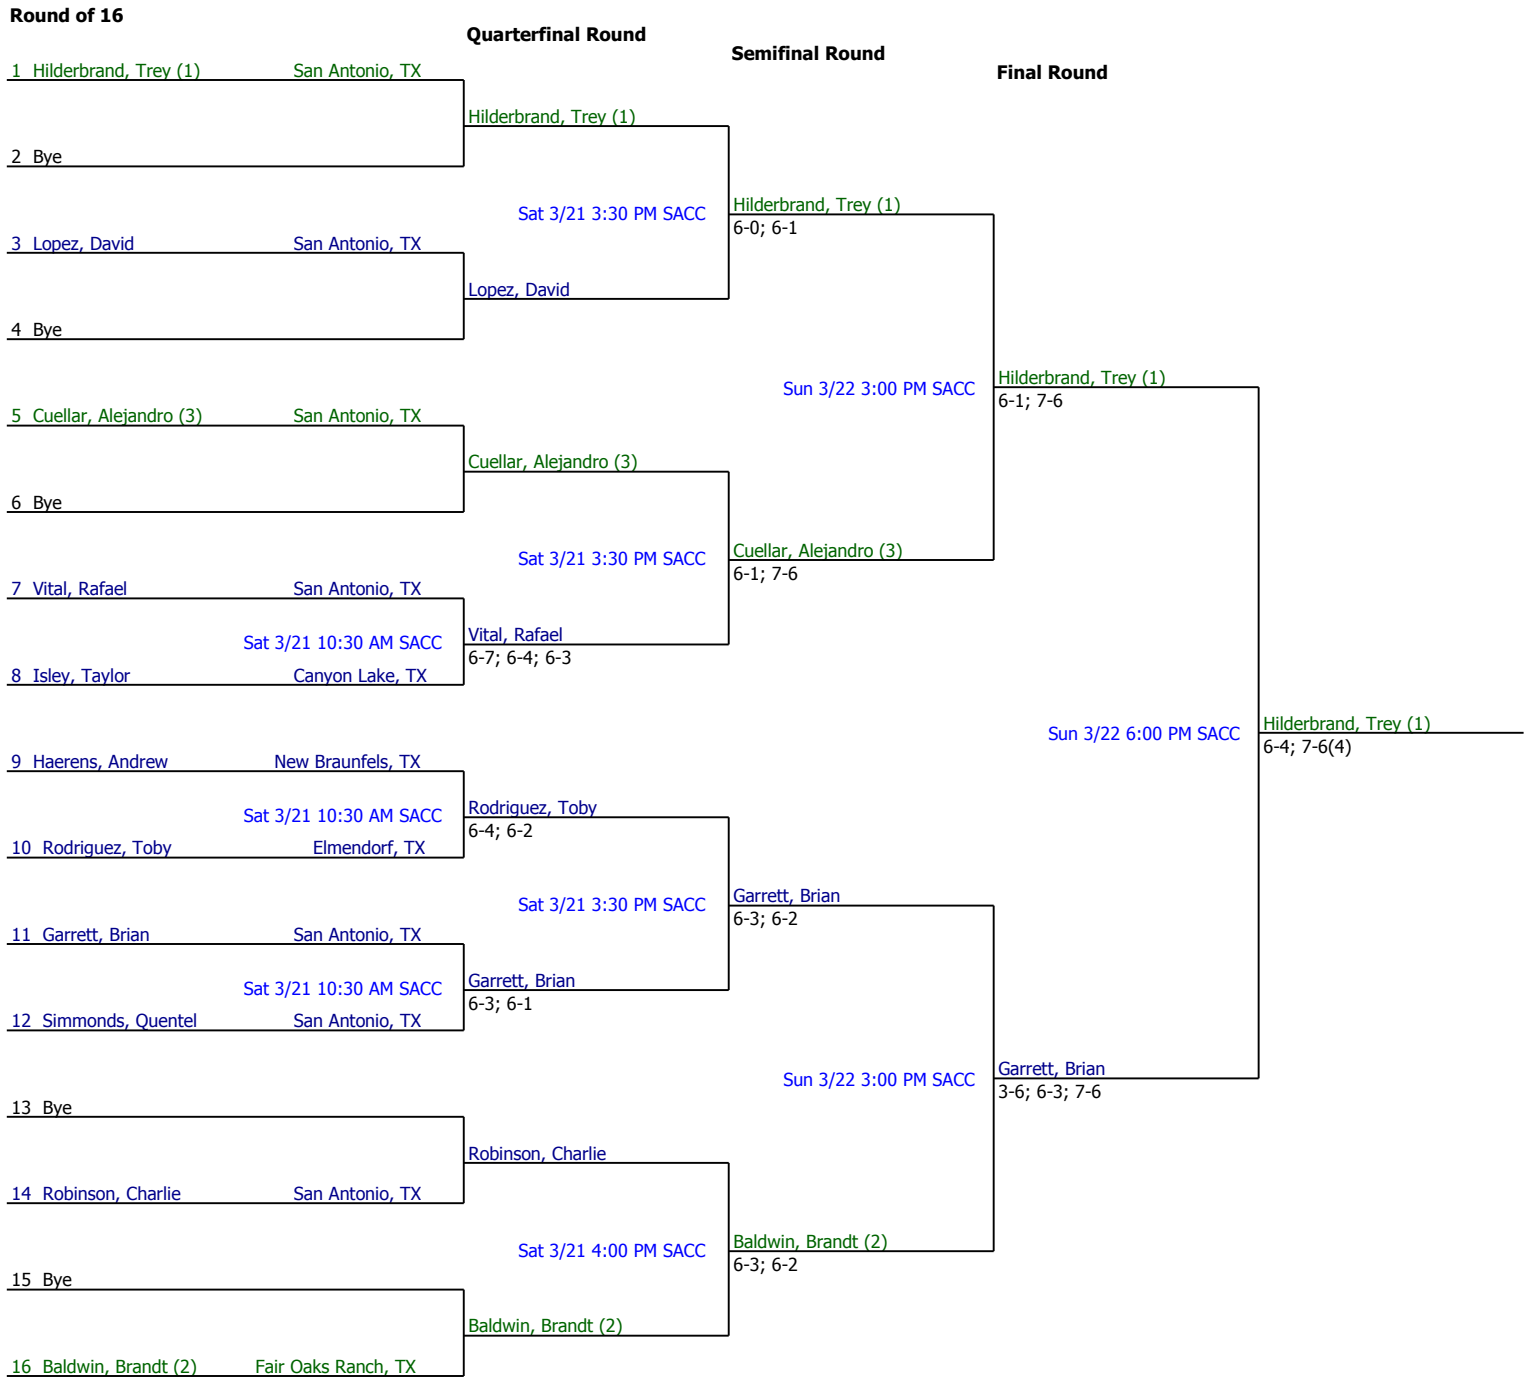 Round of 16
Quarterfinal Round
Semifinal Round
Final Round
1 Hilderbrand, Trey (1) San Antonio, TX
Hilderbrand, Trey (1)
2 Bye
Sat 3/21 3:30 PM SACC
Hilderbrand, Trey (1)
6-0; 6-1
3 Lopez, David San Antonio, TX
Lopez, David
4 Bye
Sun 3/22 3:00 PM SACC
Hilderbrand, Trey (1)
6-1; 7-6
5 Cuellar, Alejandro (3) San Antonio, TX
Cuellar, Alejandro (3)
6 Bye
Sat 3/21 3:30 PM SACC
Cuellar, Alejandro (3)
6-1; 7-6
7 Vital, Rafael San Antonio, TX
Sat 3/21 10:30 AM SACC
Vital, Rafael
6-7; 6-4; 6-3
8 Isley, Taylor Canyon Lake, TX
Sun 3/22 6:00 PM SACC
Hilderbrand, Trey (1)
6-4; 7-6(4)
9 Haerens, Andrew New Braunfels, TX
Sat 3/21 10:30 AM SACC
Rodriguez, Toby
6-4; 6-2
10 Rodriguez, Toby Elmendorf, TX
Sat 3/21 3:30 PM SACC
Garrett, Brian
6-3; 6-2
11 Garrett, Brian San Antonio, TX
Sat 3/21 10:30 AM SACC
Garrett, Brian
6-3; 6-1
12 Simmonds, Quentel San Antonio, TX
Sun 3/22 3:00 PM SACC
Garrett, Brian
3-6; 6-3; 7-6
13 Bye
Robinson, Charlie
14 Robinson, Charlie San Antonio, TX
Sat 3/21 4:00 PM SACC
Baldwin, Brandt (2)
6-3; 6-2
15 Bye
Baldwin, Brandt (2)
16 Baldwin, Brandt (2) Fair Oaks Ranch, TX